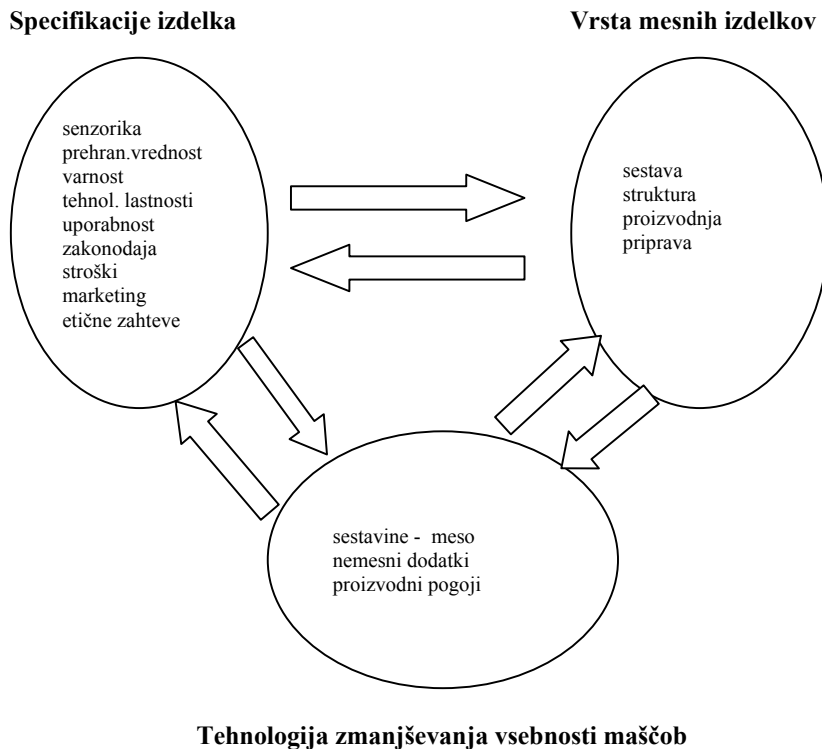 Specifikacije izdelka
Vrsta mesnih izdelkov
senzorika
prehran.vrednost
varnost
tehnol. lastnosti
uporabnost
zakonodaja
stroški
marketing
etične zahteve
sestava
struktura
proizvodnja
priprava
sestavine - meso
nemesni dodatki
proizvodni pogoji
Tehnologija zmanjševanja vsebnosti maščob